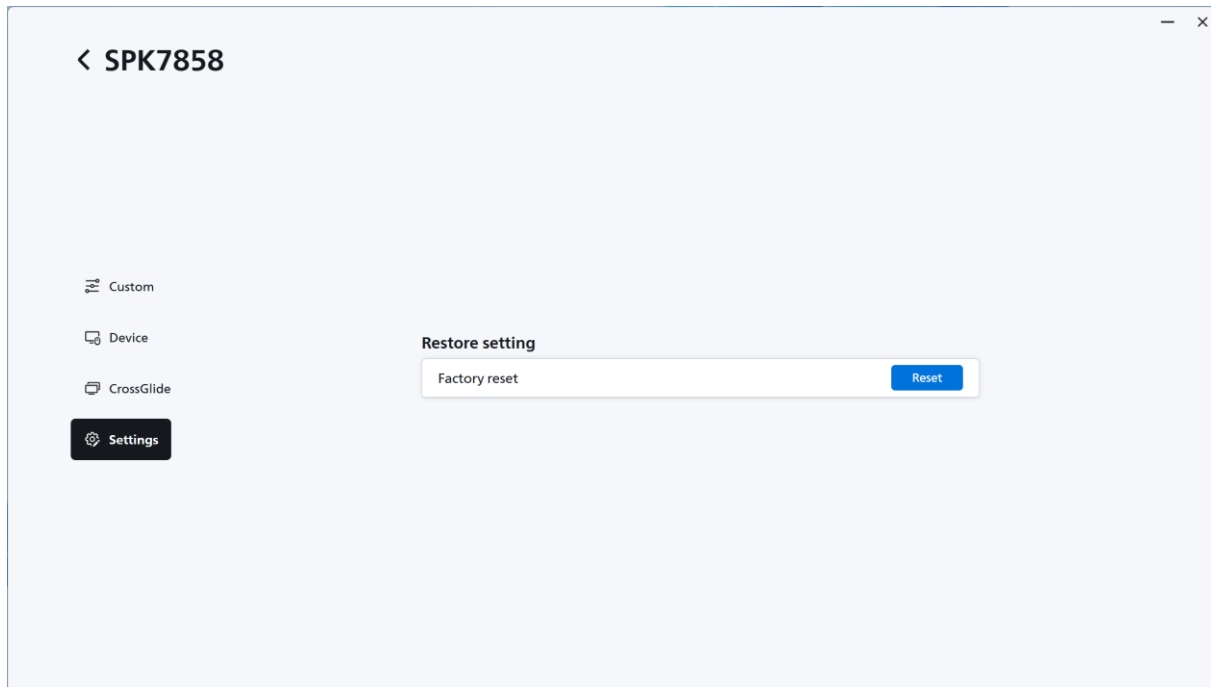 SPK7858
Custom
Device
CrossGlide
Settings
Restore setting
Factory reset
Reset